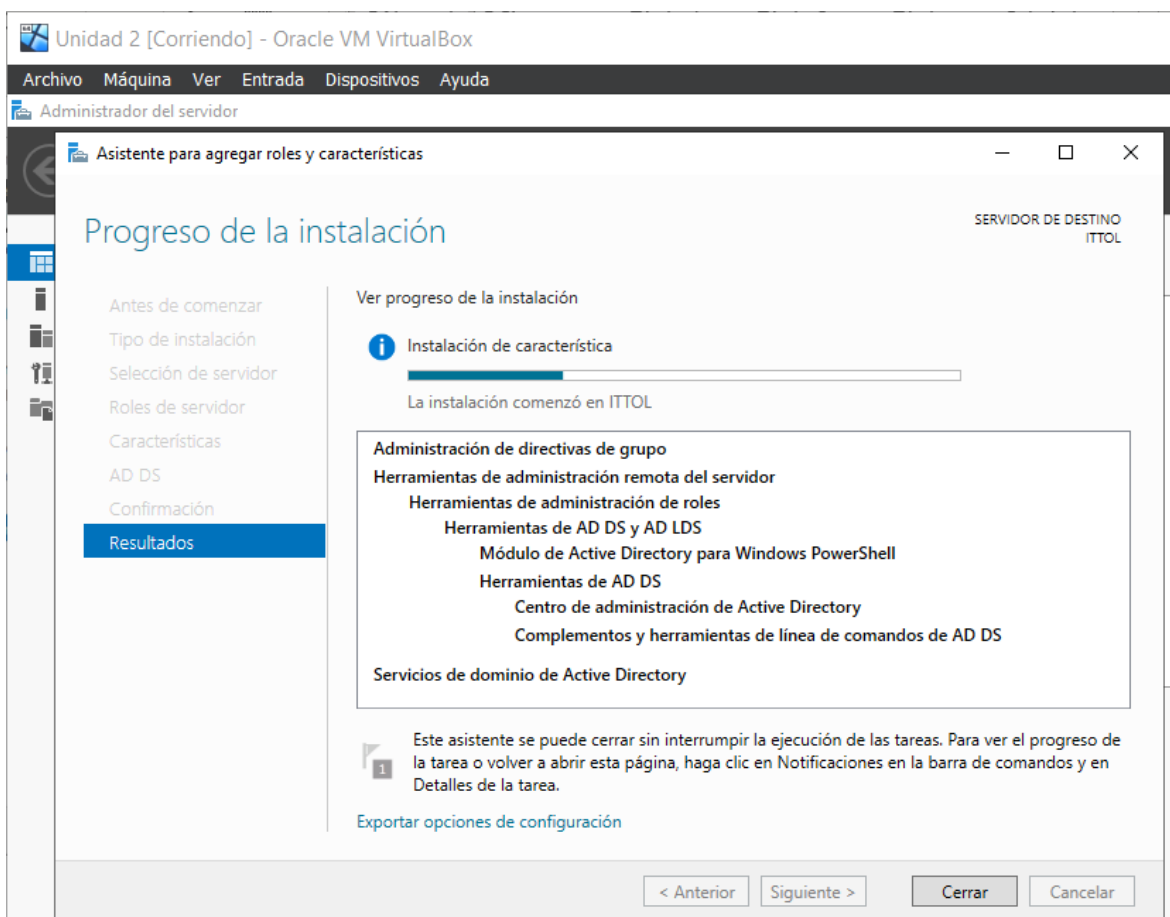 Unidad 2 [Corriendo] - Oracle VM VirtualBox
Archivo Máquina Ver Entrada Dispositivos Ayuda
Administrador del servidor
Asistente para agregar roles y características
Progreso de la instalación
SERVIDOR DE DESTINO
ITTOL
Antes de comenzar
Tipo de instalación
Selección de servidor
Roles de servidor
Características
AD DS
Confirmación
Resultados
Ver progreso de la instalación
Instalación de característica
La instalación comenzó en ITTOL
Administración de directivas de grupo
Herramientas de administración remota del servidor
Herramientas de administración de roles
Herramientas de AD DS y AD LDS
Módulo de Active Directory para Windows PowerShell
Herramientas de AD DS
Centro de administración de Active Directory
Complementos y herramientas de línea de comandos de AD DS
Servicios de dominio de Active Directory
1
Este asistente se puede cerrar sin interrumpir la ejecución de las tareas. Para ver el progreso de
la tarea o volver a abrir esta página, haga clic en Notificaciones en la barra de comandos y en
Detalles de la tarea.
Exportar opciones de configuración
< Anterior
Siguiente >
Cerrar
Cancelar